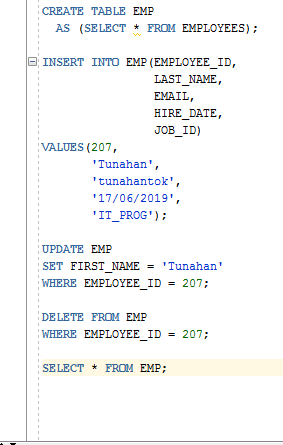 CREATE TABLE EMP
AS (SELECT * FROM EMPLOYEES);
INSERT INTO EMP(EMPLOYEE_ID,
LAST_NAME,
EMAIL,
HIRE_DATE,
JOB_ID)
VALUES(207,
'Tunahan',
'tunahantok',
'17/06/2019',
'IT_PROG');
UPDATE EMP
SET FIRST_NAME = 'Tunahan'
WHERE EMPLOYEE_ID = 207;
DELETE FROM EMP
WHERE EMPLOYEE_ID = 207;
SELECT * FROM EMP;